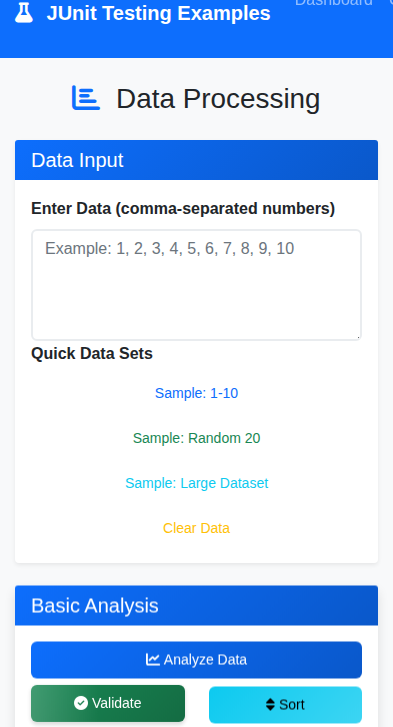 JUnit Testing Examples
Dashboard
Data Processing
Data Input
Enter Data (comma-separated numbers)
Example: 1, 2, 3, 4, 5, 6, 7, 8, 9, 10
Quick Data Sets
Sample: 1-10
Sample: Random 20
Sample: Large Dataset
Clear Data
Basic Analysis
Analyze Data
Validate
Sort